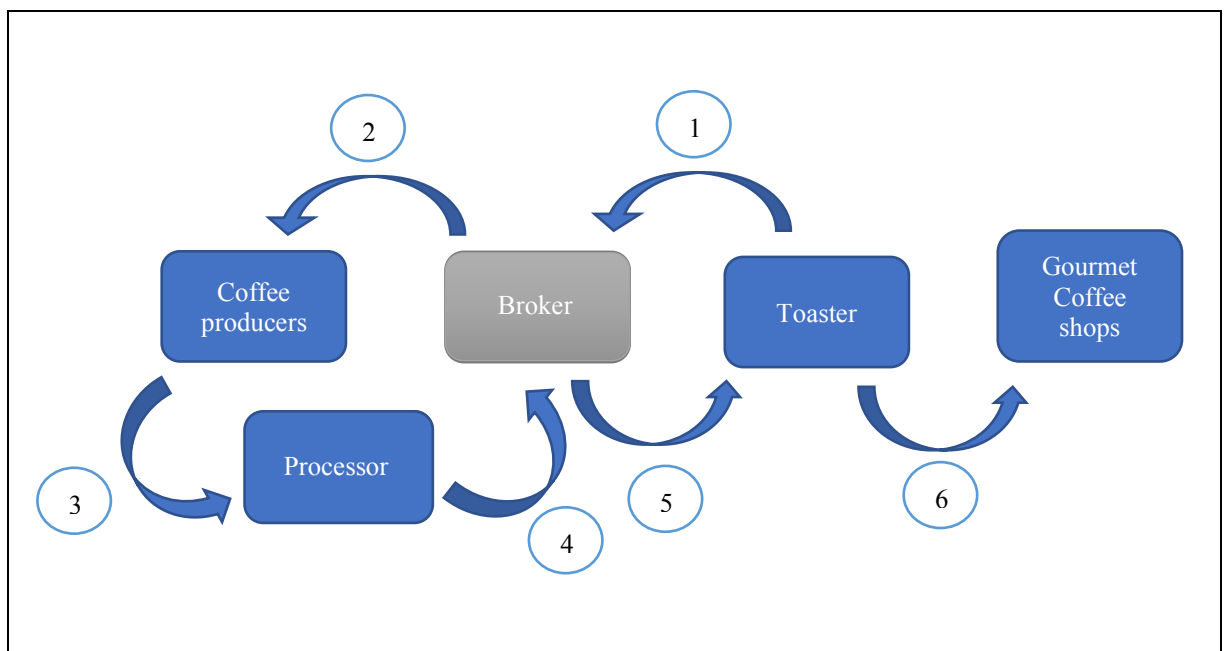 2
1
Coffee
producers
Broker
Toaster
Gourmet
Coffee
shops
Processor
3
4
5
6